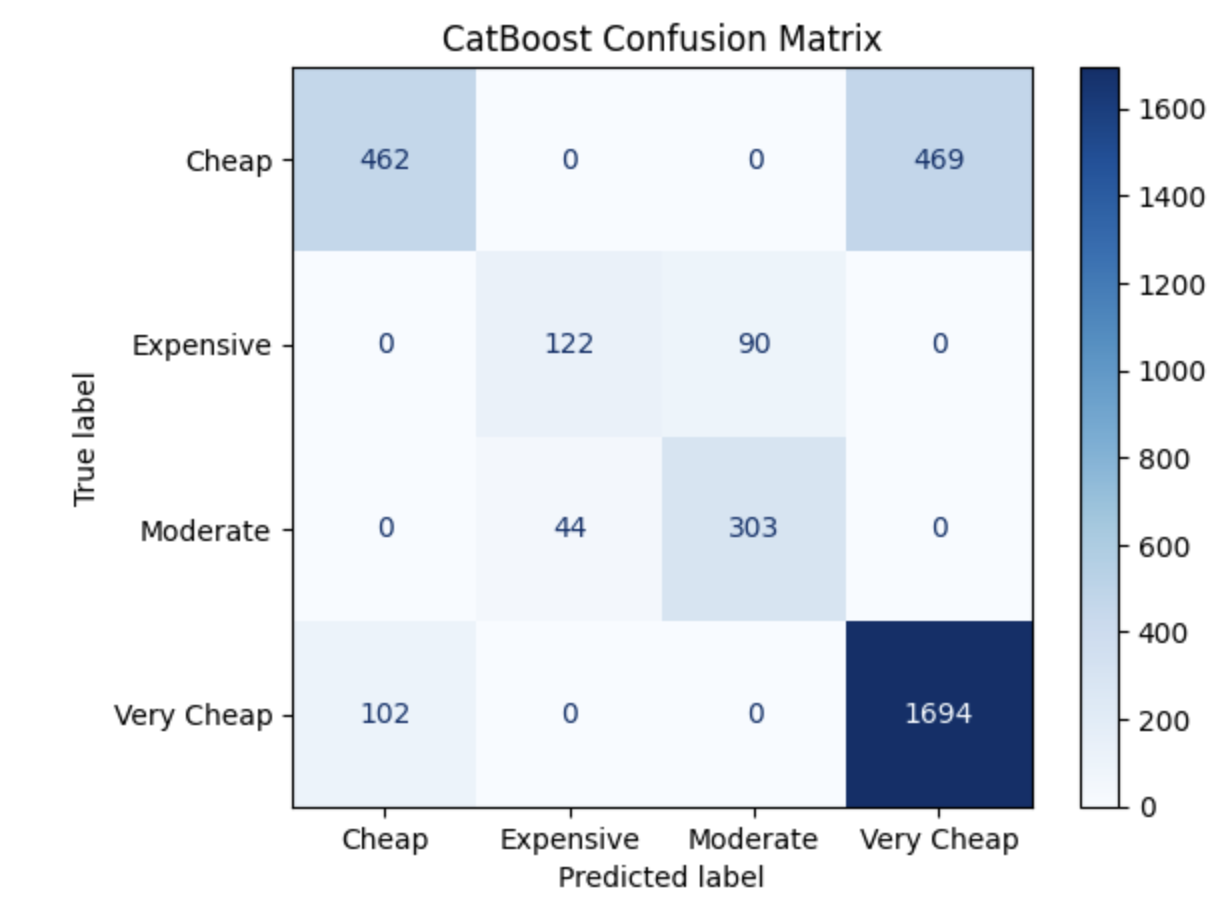 CatBoost Confusion Matrix
True label
Cheap 462 0 0 469
Expensive 0 122 90 0
Moderate 0 44 303 0
Very Cheap 102 0 0 1694
Cheap Expensive Moderate Very Cheap
Predicted label
1600
1400
1200
1000
800
600
400
200
0